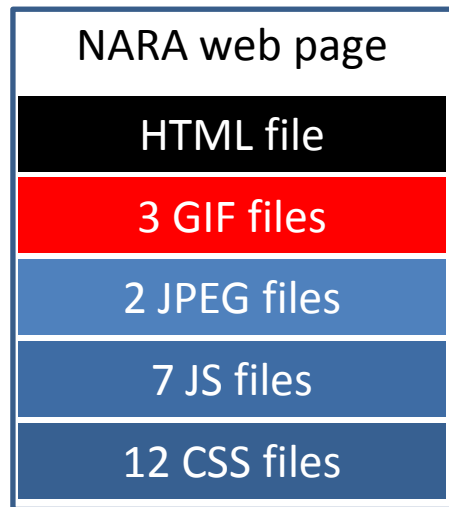 NARA web page
HTML file
3 GIF files
2 JPEG files
7 JS files
12 CSS files